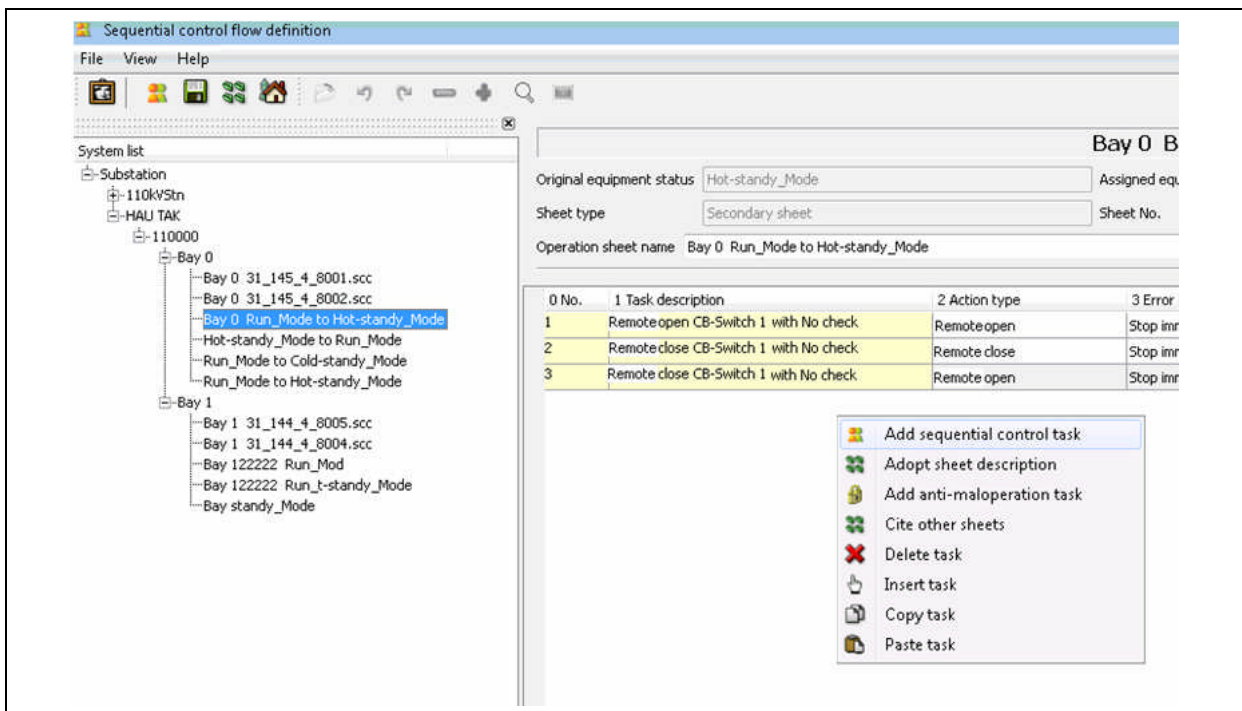 Sequential control flow definition
File View Help
System list
Substation
110kVStn
HAU TAK
110000
Bay 0
Bay 0 31_145_4_8001.scc
Bay 0 31_145_4_8002.scc
Bay 0 Run_Mode to Hot-standy_Mode
Hot-standy_Mode to Run_Mode
Run_Mode to Cold-standy_Mode
Run_Mode to Hot-standy_Mode
Bay 1
Bay 1 31_144_4_8005.scc
Bay 1 31_144_4_8004.scc
Bay 122222 Run_Mod
Bay 122222 Run_t-standy_Mode
Bay standy_Mode
Bay 0 B
Original equipment status Hot-standy_Mode Assigned equ
Sheet type Secondary sheet Sheet No.
Operation sheet name Bay 0 Run_Mode to Hot-standy_Mode
0 No. 1 Task description 2 Action type 3 Error
1 Remote open CB-Switch 1 with No check Remote open Stop imr
2 Remote close CB-Switch 1 with No check Remote close Stop imr
3 Remote close CB-Switch 1 with No check Remote open Stop imr
Add sequential control task
Adopt sheet description
Add anti-maloperation task
Cite other sheets
Delete task
Insert task
Copy task
Paste task